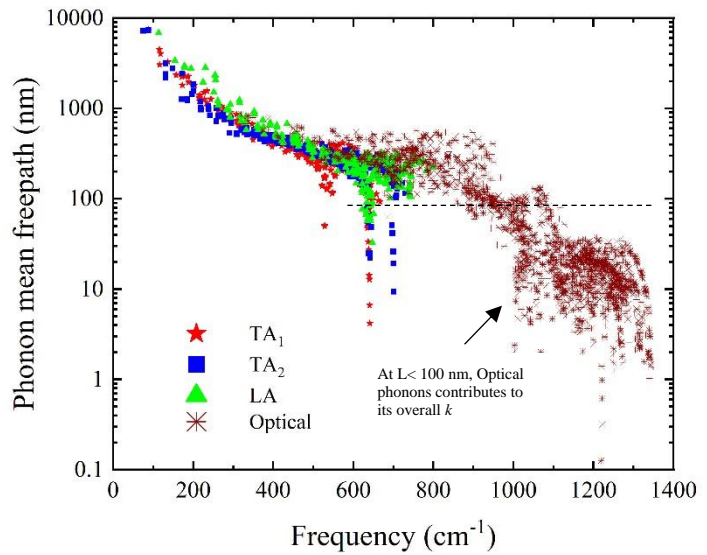 10000
1000
100
10
1
0.1
Phonon mean freepath (nm)
TA1
TA2
LA
Optical
At L< 100 nm, Optical
phonons contributes to
its overall k
0 200 400 600 800 1000 1200 1400
Frequency (cm-1)